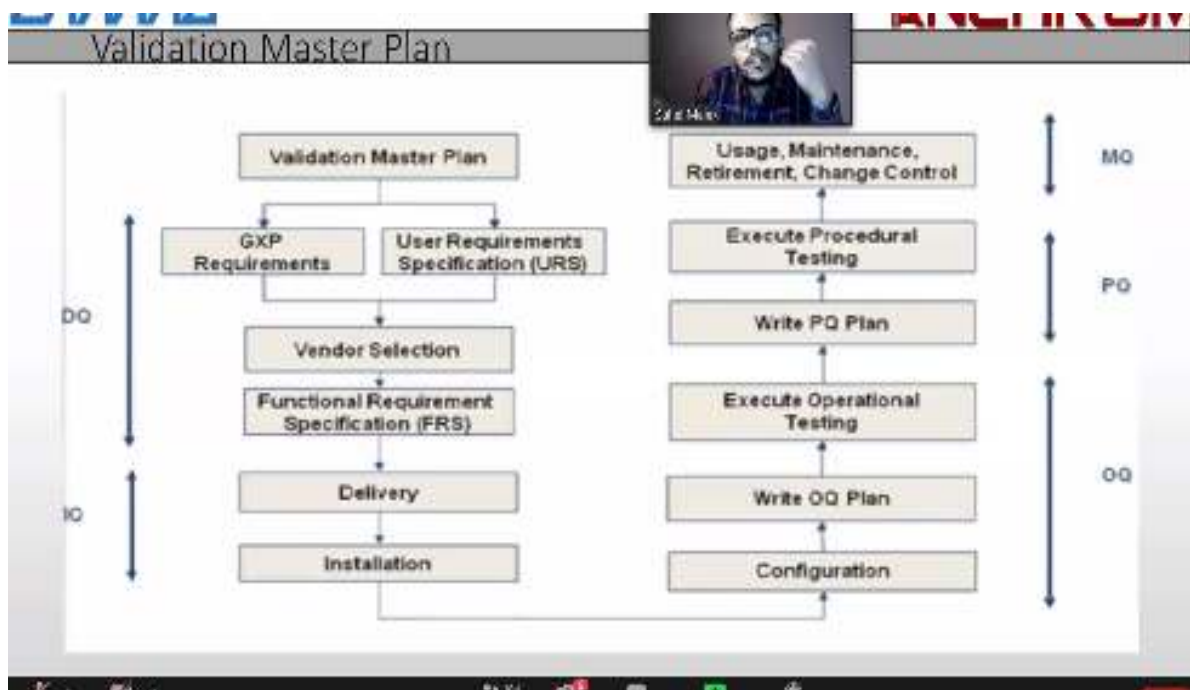 Validation Master Plan
Validation Master Plan
GXP
Requirements
User Requirements
Specification (URS)
Vendor Selection
Functional Requirement
Specification (FRS)
Delivery
Installation
DQ
IQ
Usage, Maintenance,
Retirement, Change Control
Execute Procedural
Testing
Write PQ Plan
Execute Operational
Testing
Write OQ Plan
Configuration
MQ
PQ
OQ